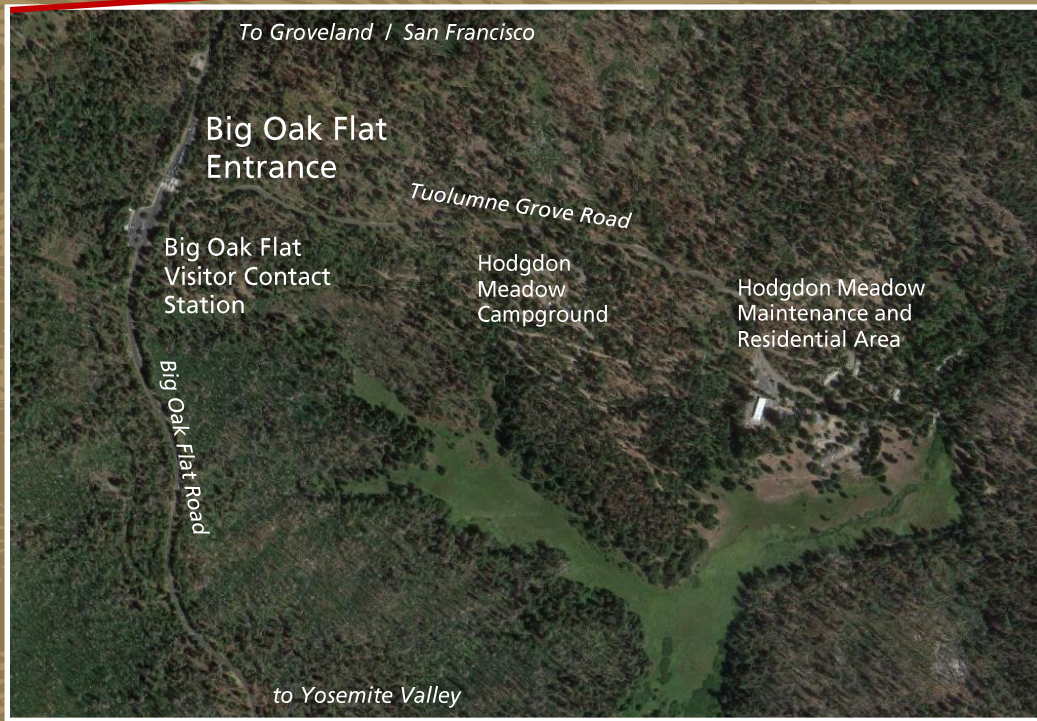 To Groveland / San Francisco
Big Oak Flat
Entrance
Tuolumne Grove Road
Big Oak Flat
Visitor Contact
Station
Hodgdon
Meadow
Campground
Hodgdon Meadow
Maintenance and
Residential Area
Big Oak Flat Road
to Yosemite Valley